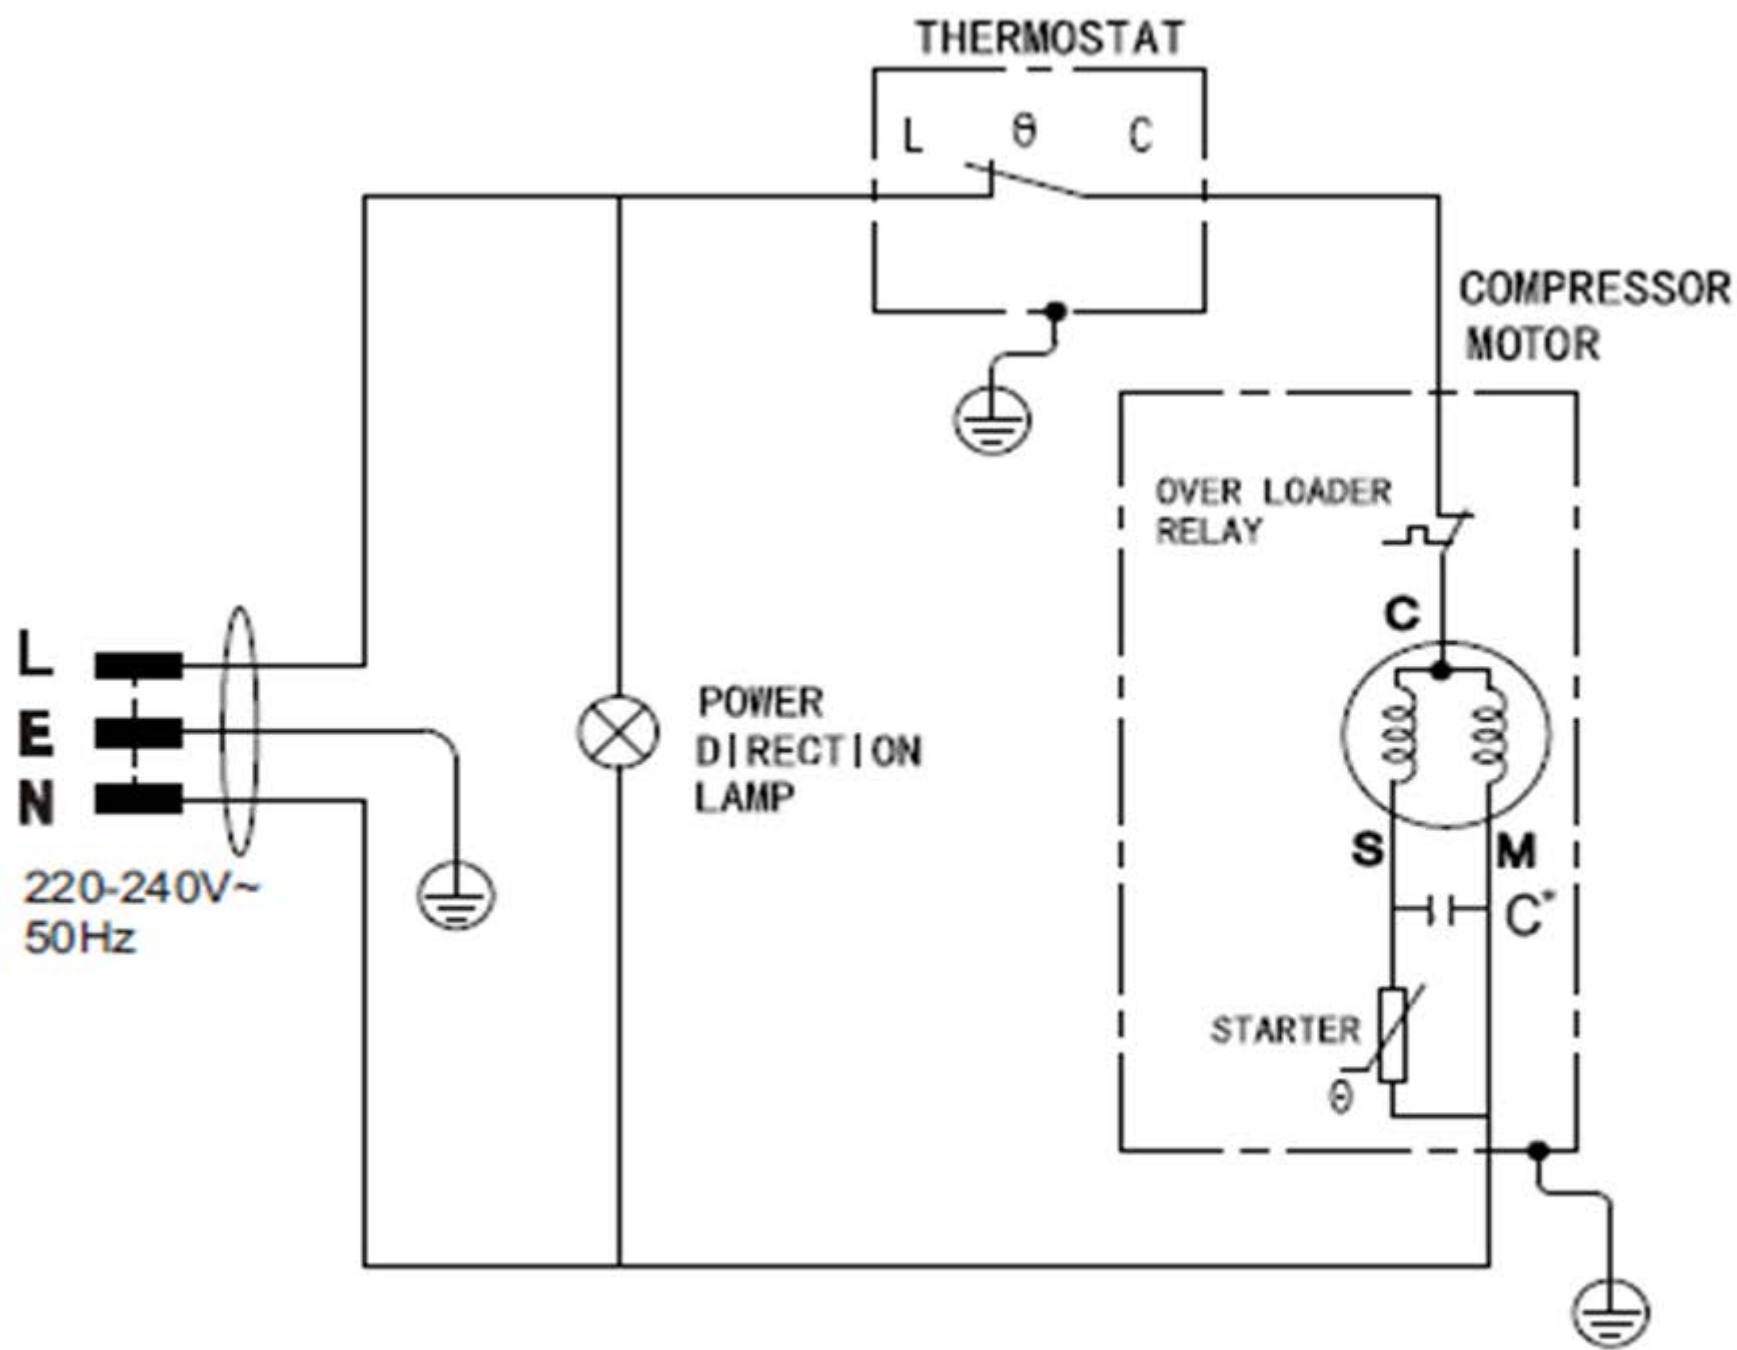 THERMOSTAT
L θ C
COMPRESSOR
MOTOR
OVER LOADER
RELAY
C
L
E
N
220-240V~
50Hz
POWER
DIRECTION
LAMP
S M
C*
STARTER
θ